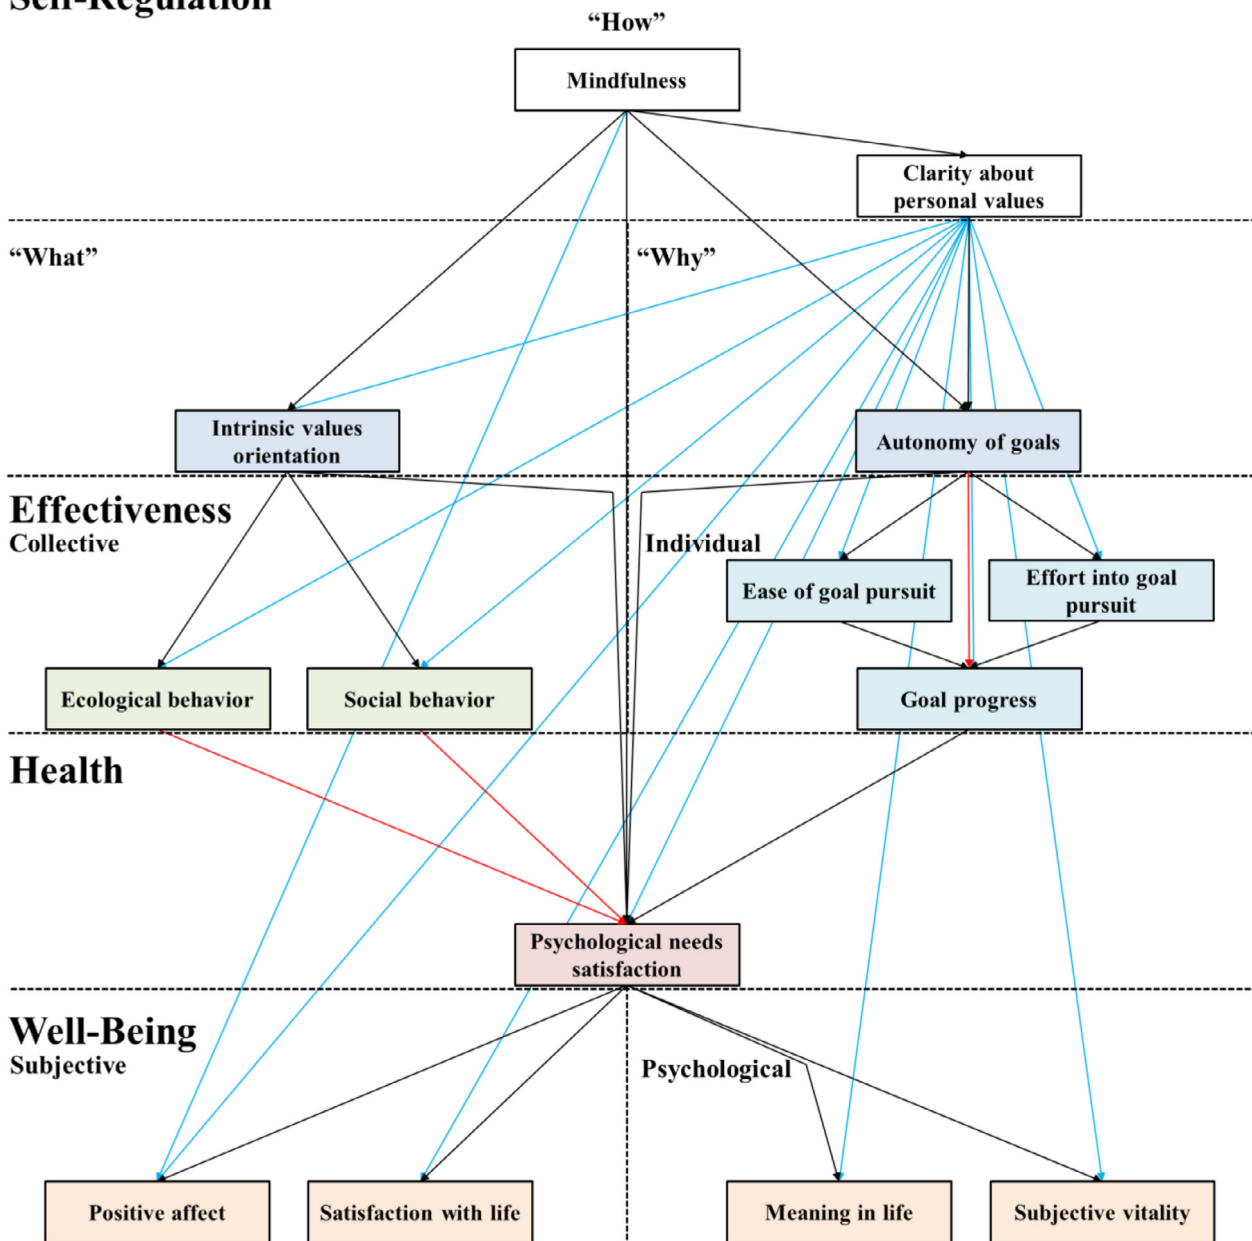 Self-Regulation
“How”
Mindfulness
Clarity about
personal values
“What”
“Why”
Intrinsic values
orientation
Autonomy of goals
Effectiveness
Collective
Individual
Ease of goal pursuit
Effort into goal
pursuit
Ecological behavior
Social behavior
Goal progress
Health
Psychological needs
satisfaction
Well-Being
Subjective
Psychological
Positive affect
Satisfaction with life
Meaning in life
Subjective vitality